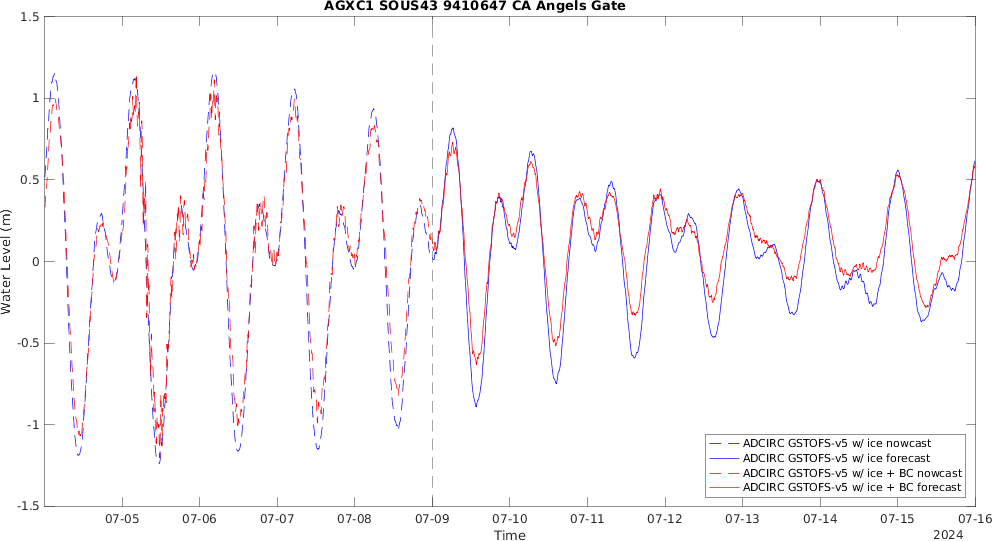 AGXC1 SOUS43 9410647 CA Angels Gate
1.5
1
0.5
0
-0.5
-1
-1.5
Water Level (m)
07-05 07-06 07-07 07-08 07-09 07-10 07-11 07-12 07-13 07-14 07-15 07-16
Time
2024
ADCIRC GSTOFS-v5 w/ ice nowcast
ADCIRC GSTOFS-v5 w/ ice forecast
ADCIRC GSTOFS-v5 w/ ice + BC nowcast
ADCIRC GSTOFS-v5 w/ ice + BC forecast